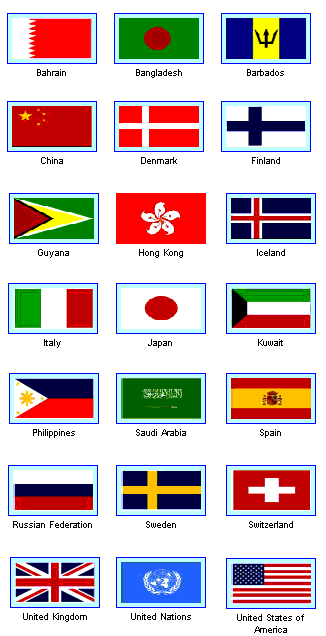 Bahrain
Bangladesh
Barbados
China
Denmark
Finland
Guyana
Hong Kong
Iceland
Italy
Japan
Kuwait
Philippines
Saudi Arabia
Spain
Russian Federation
Sweden
Switzerland
United Kingdom
United Nations
United States of
America